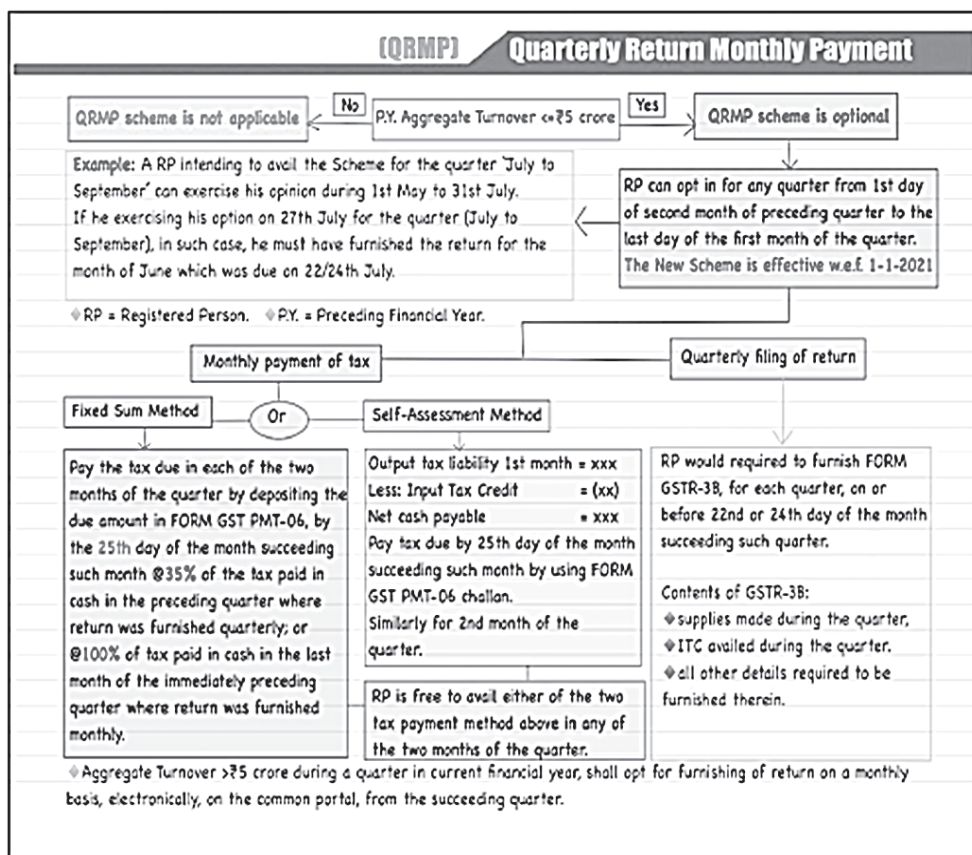 (QRMP) Quarterly Return Monthly Payment
QRMP scheme is not applicable
No
P.Y. Aggregate Turnover <=₹5 crore
Yes
QRMP scheme is optional
Example: A RP intending to avail the Scheme for the quarter 'July to
September' can exercise his opinion during 1st May to 31st July.
If he exercising his option on 27th July for the quarter (July to
September), in such case, he must have furnished the return for the
month of June which was due on 22/24th July.
RP can opt in for any quarter from 1st day
of second month of preceding quarter to the
last day of the first month of the quarter.
The New Scheme is effective w.e.f. 1-1-2021
◆RP = Registered Person. ◆P.Y. = Preceding Financial Year.
Monthly payment of tax
Quarterly filing of return
Fixed Sum Method
Or
Self-Assessment Method
Pay the tax due in each of the two
months of the quarter by depositing the
due amount in FORM GST PMT-06, by
the 25th day of the month succeeding
such month @35% of the tax paid in
cash in the preceding quarter where
return was furnished quarterly; or
@100% of tax paid in cash in the last
month of the immediately preceding
quarter where return was furnished
monthly.
Output tax liability 1st month = xxx
Less: Input Tax Credit = (xx)
Net cash payable = xxx
Pay tax due by 25th day of the month
succeeding such month by using FORM
GST PMT-06 challan.
Similarly for 2nd month of the
quarter.
RP is free to avail either of the two
tax payment method above in any of
the two months of the quarter.
RP would required to furnish FORM
GSTR-3B, for each quarter, on or
before 22nd or 24th day of the month
succeeding such quarter.
Contents of GSTR-3B:
◆supplies made during the quarter,
◆ITC availed during the quarter.
◆all other details required to be
furnished therein.
◆Aggregate Turnover >₹5 crore during a quarter in current financial year, shall opt for furnishing of return on a monthly
basis, electronically, on the common portal, from the succeeding quarter.